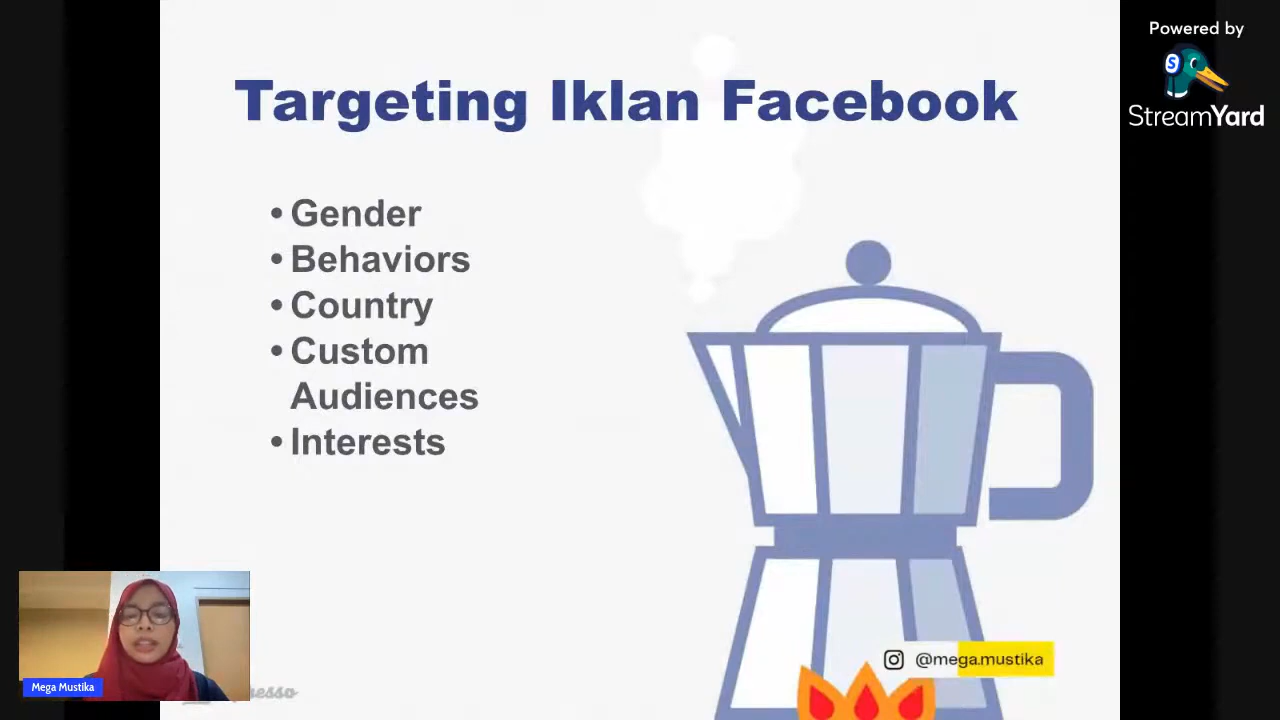 Powered by
StreamYard
Targeting Iklan Facebook
• Gender
• Behaviors
• Country
• Custom
Audiences
• Interests
@mega.mustika
Mega Mustika